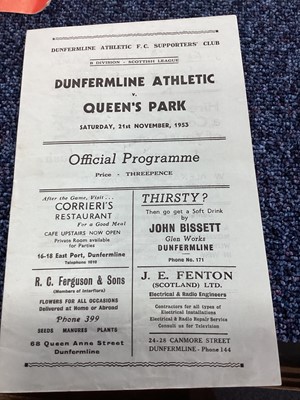 DUNFERMLINE ATHLETIC F.C. SUPPORTERS' CLUB
B DIVISION - SCOTTISH LEAGUE
DUNFERMLINE ATHLETIC
v.
QUEEN'S PARK
SATURDAY, 21st NOVEMBER, 1953
Official Programme
Price - THREEPENCE
After the Game, Visit . . .
CORRIERI'S
RESTAURANT
For a Good Meal
CAFE UPSTAIRS NOW OPEN
Private Room available
for Parties
16-18 East Port, Dunfermline
Telephone 1010
R. C. Ferguson & Sons
(Members of Interflora)
FLOWERS FOR ALL OCCASIONS
Delivered at Home or Abroad
Phone 399
SEEDS MANURES PLANTS
68 Queen Anne Street
Dunfermline
THIRSTY?
Then go get a Soft Drink
by
JOHN BISSETT
Glen Works
DUNFERMLINE
Phone No. 171
J. E. FENTON
(SCOTLAND) LTD.
Electrical & Radio Engineers
Contractors for all types of
Electrical Installations
Electrical & Radio Repair Service
Consult us for Television
24-28 CANMORE STREET
DUNFERMLINE - Phone 144